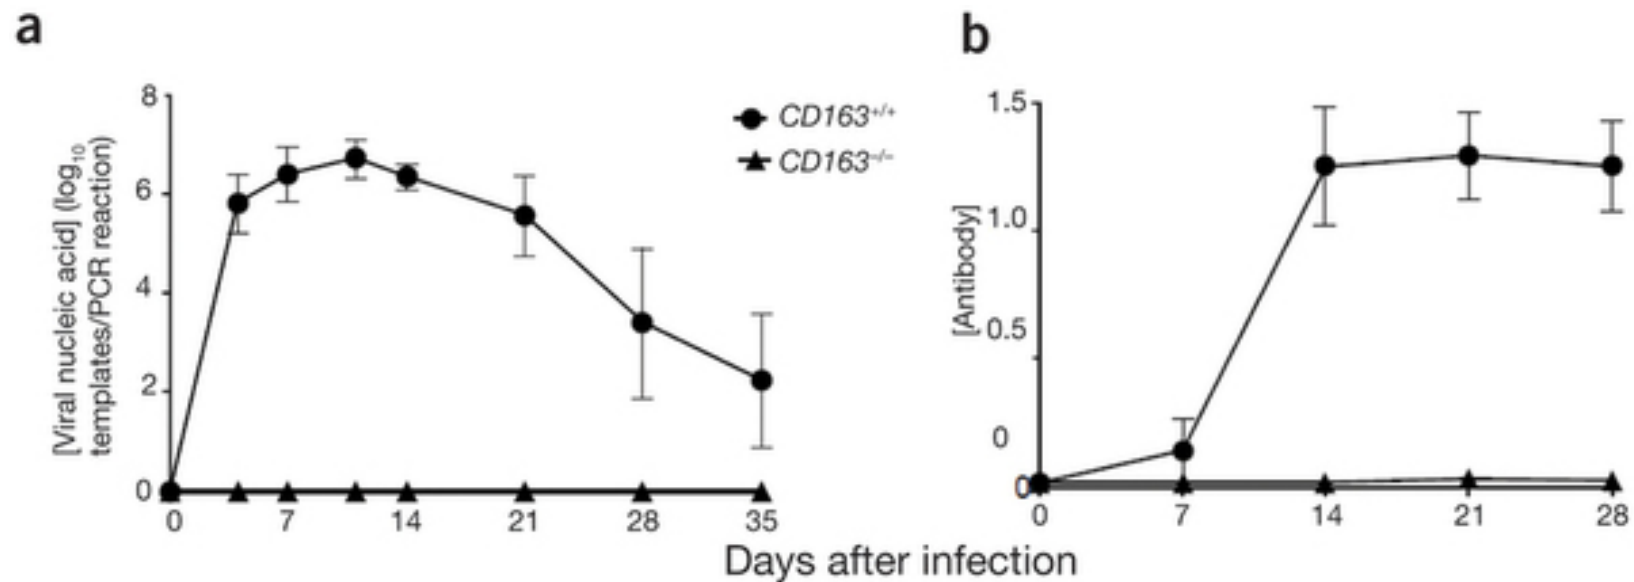 a
[Viral nucleic acid] (log₁₀
templates/PCR reaction)
8
6
4
2
0
0 7 14 21 28 35
CD163⁺/⁺
CD163⁻/⁻
b
[Antibody]
1.5
1.0
0.5
0
0
0 7 14 21 28
Days after infection